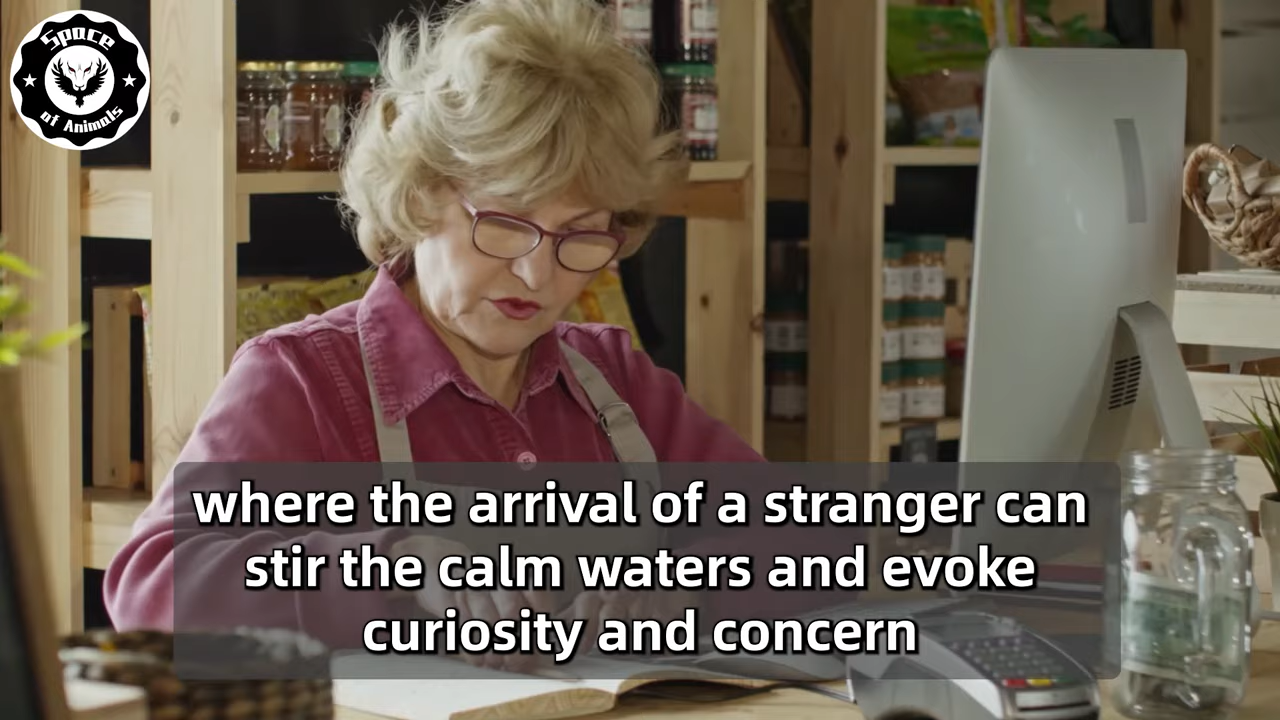 Space
of Animals
where the arrival of a stranger can
stir the calm waters and evoke
curiosity and concern